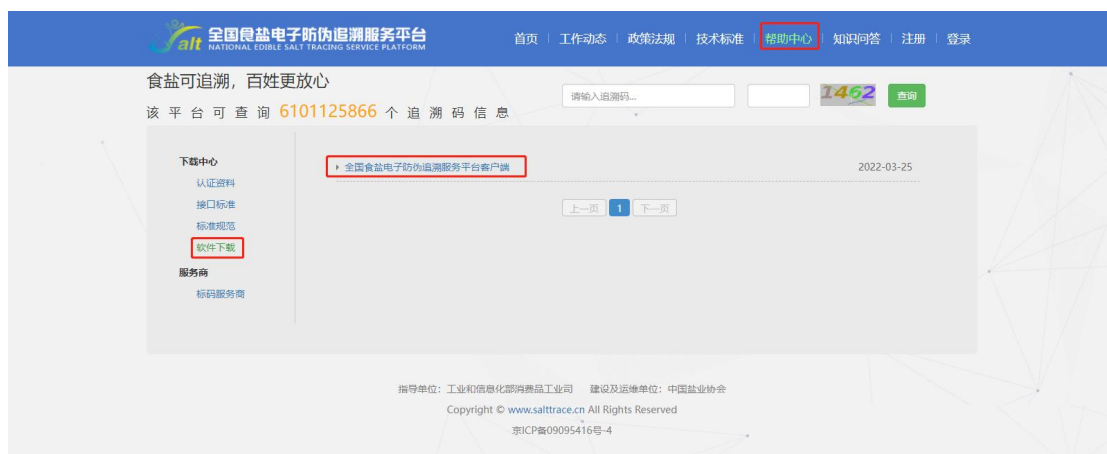 alt 全国食盐电子防伪追溯服务平台
NATIONAL EDIBLE SALT TRACING SERVICE PLATFORM
首页 工作动态 政策法规 技术标准 帮助中心 知识问答 注册 登录
食盐可追溯，百姓更放心
请输入追溯码... 1462 查询
该平台可查询 6101125866 个追溯码信息
下载中心
认证资料
接口标准
标准规范
软件下载
服务商
标码服务商
全国食盐电子防伪追溯服务平台客户端 2022-03-25
上一页 1 下一页
指导单位：工业和信息化部消费品工业司 建设及运维单位：中国盐业协会
Copyright © www.salttrace.cn All Rights Reserved
京ICP备09095416号-4